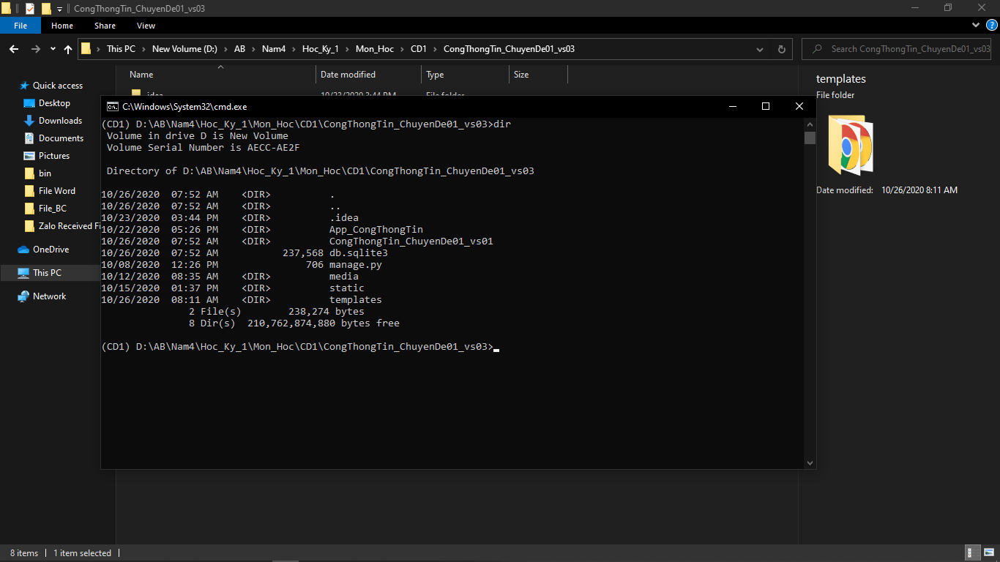 CongThongTin_ChuyenDe01_vs03
File Home Share View
This PC New Volume (D:) AB Nam4 Hoc_Ky_1 Mon_Hoc CD1 CongThongTin_ChuyenDe01_vs03
Search CongThongTin_ChuyenDe01_vs03
Name Date modified Type Size
.idea 10/23/2020 3:44 PM File folder
Quick access
Desktop
Downloads
Documents
Pictures
bin
File Word
File_BC
Zalo Received Fi
OneDrive
This PC
Network
C:\Windows\System32\cmd.exe
(CD1) D:\AB\Nam4\Hoc_Ky_1\Mon_Hoc\CD1\CongThongTin_ChuyenDe01_vs03>dir
Volume in drive D is New Volume
Volume Serial Number is AECC-AE2F
Directory of D:\AB\Nam4\Hoc_Ky_1\Mon_Hoc\CD1\CongThongTin_ChuyenDe01_vs03
10/26/2020 07:52 AM <DIR> .
10/26/2020 07:52 AM <DIR> ..
10/23/2020 03:44 PM <DIR> .idea
10/22/2020 05:26 PM <DIR> App_CongThongTin
10/26/2020 07:52 AM <DIR> CongThongTin_ChuyenDe01_vs01
10/26/2020 07:52 AM 237,568 db.sqlite3
10/08/2020 12:26 PM 706 manage.py
10/12/2020 08:35 AM <DIR> media
10/15/2020 01:37 PM <DIR> static
10/26/2020 08:11 AM <DIR> templates
2 File(s) 238,274 bytes
8 Dir(s) 210,762,874,880 bytes free
(CD1) D:\AB\Nam4\Hoc_Ky_1\Mon_Hoc\CD1\CongThongTin_ChuyenDe01_vs03>
templates
File folder
Date modified: 10/26/2020 8:11 AM
8 items 1 item selected